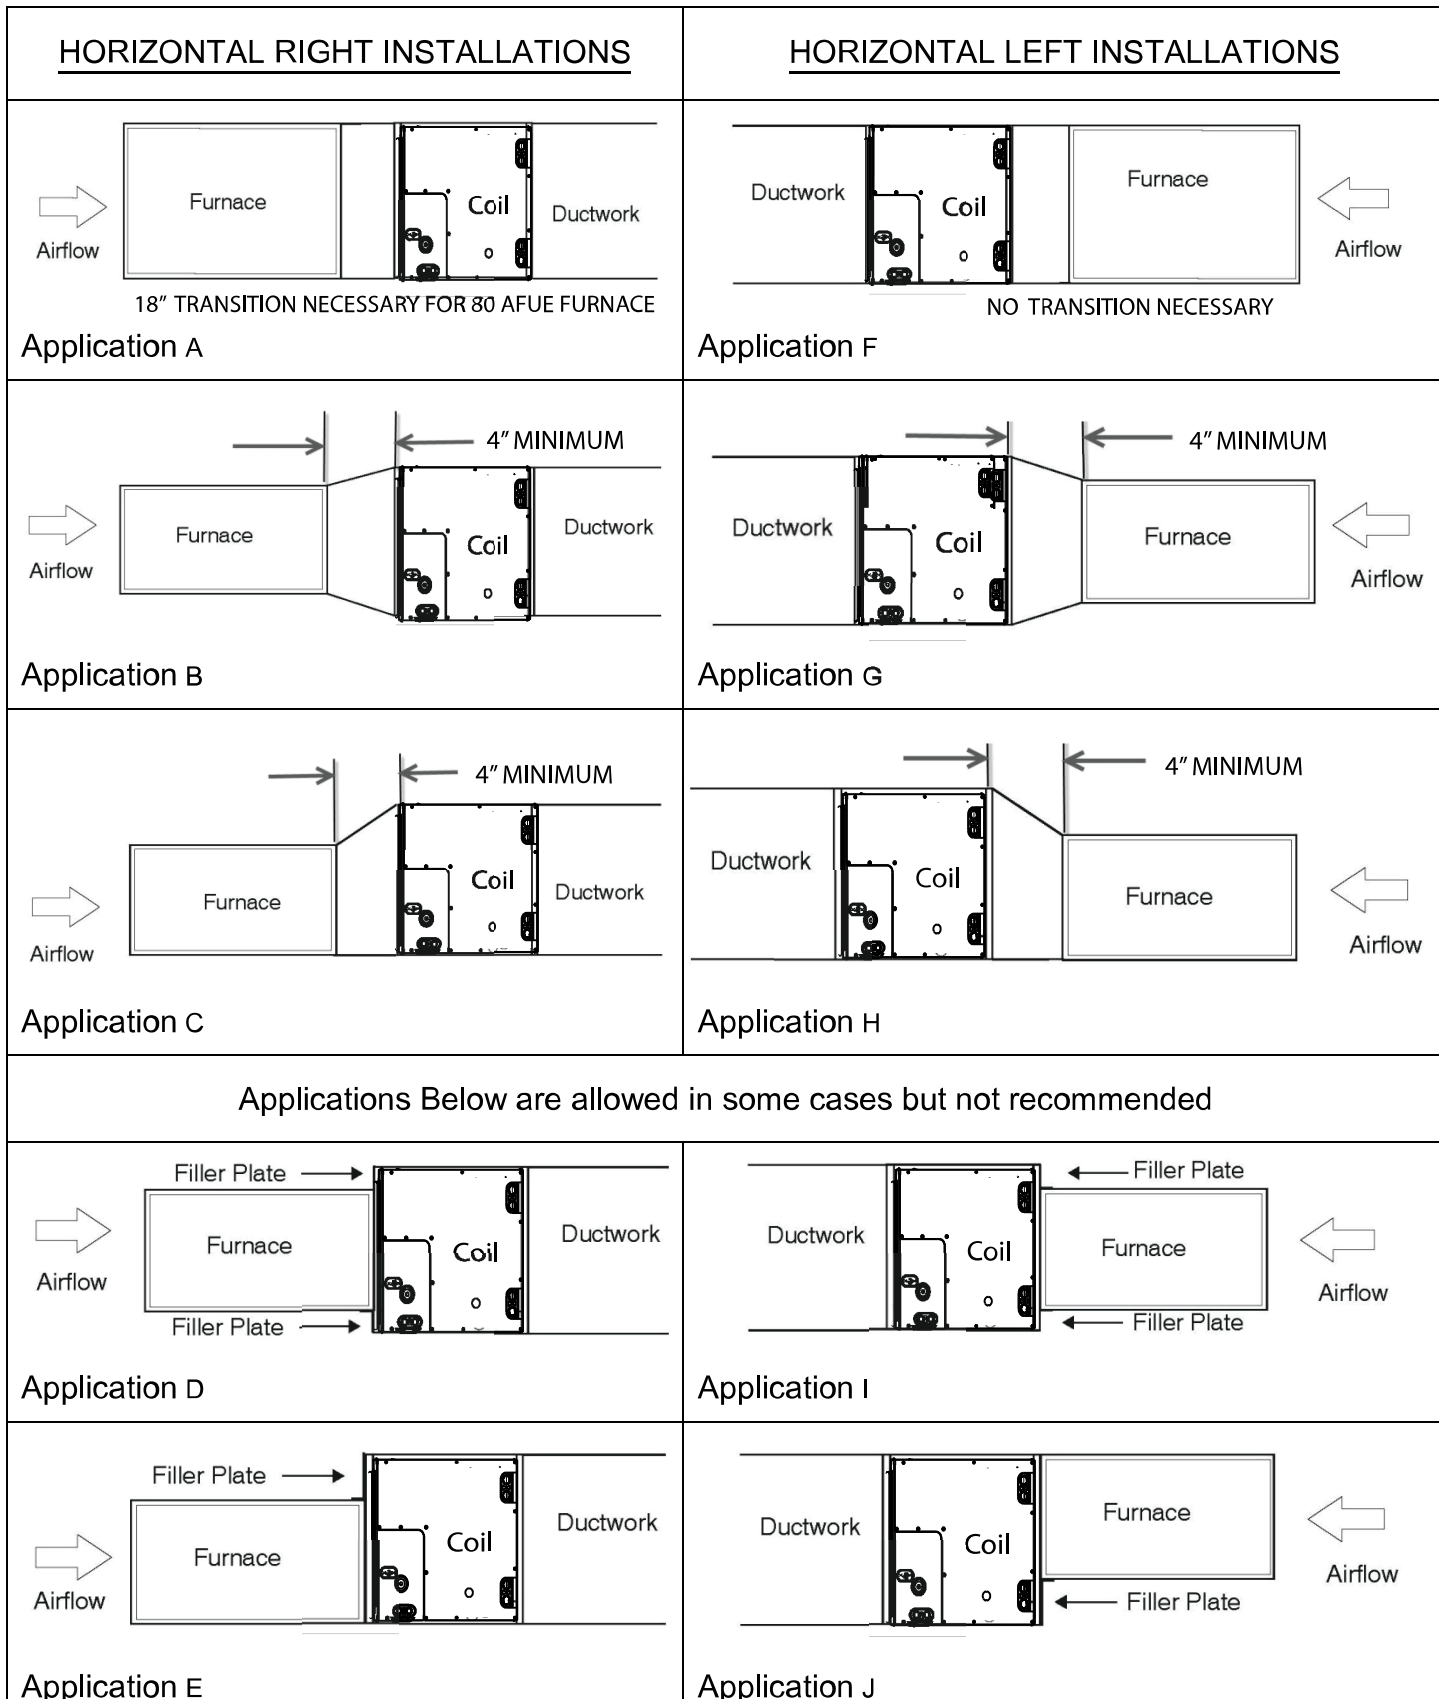 HORIZONTAL RIGHT INSTALLATIONS
HORIZONTAL LEFT INSTALLATIONS
Furnace
Coil
Ductwork
Airflow
18” TRANSITION NECESSARY FOR 80 AFUE FURNACE
Application A
Ductwork
Coil
Furnace
Airflow
NO TRANSITION NECESSARY
Application F
4” MINIMUM
Furnace
Coil
Ductwork
Airflow
Application B
4” MINIMUM
Ductwork
Coil
Furnace
Airflow
Application G
4” MINIMUM
Furnace
Coil
Ductwork
Airflow
Application C
4” MINIMUM
Ductwork
Coil
Furnace
Airflow
Application H
Applications Below are allowed in some cases but not recommended
Filler Plate
Furnace
Coil
Ductwork
Airflow
Filler Plate
Application D
Filler Plate
Ductwork
Coil
Furnace
Airflow
Filler Plate
Application I
Filler Plate
Furnace
Coil
Ductwork
Airflow
Application E
Ductwork
Coil
Furnace
Airflow
Filler Plate
Application J